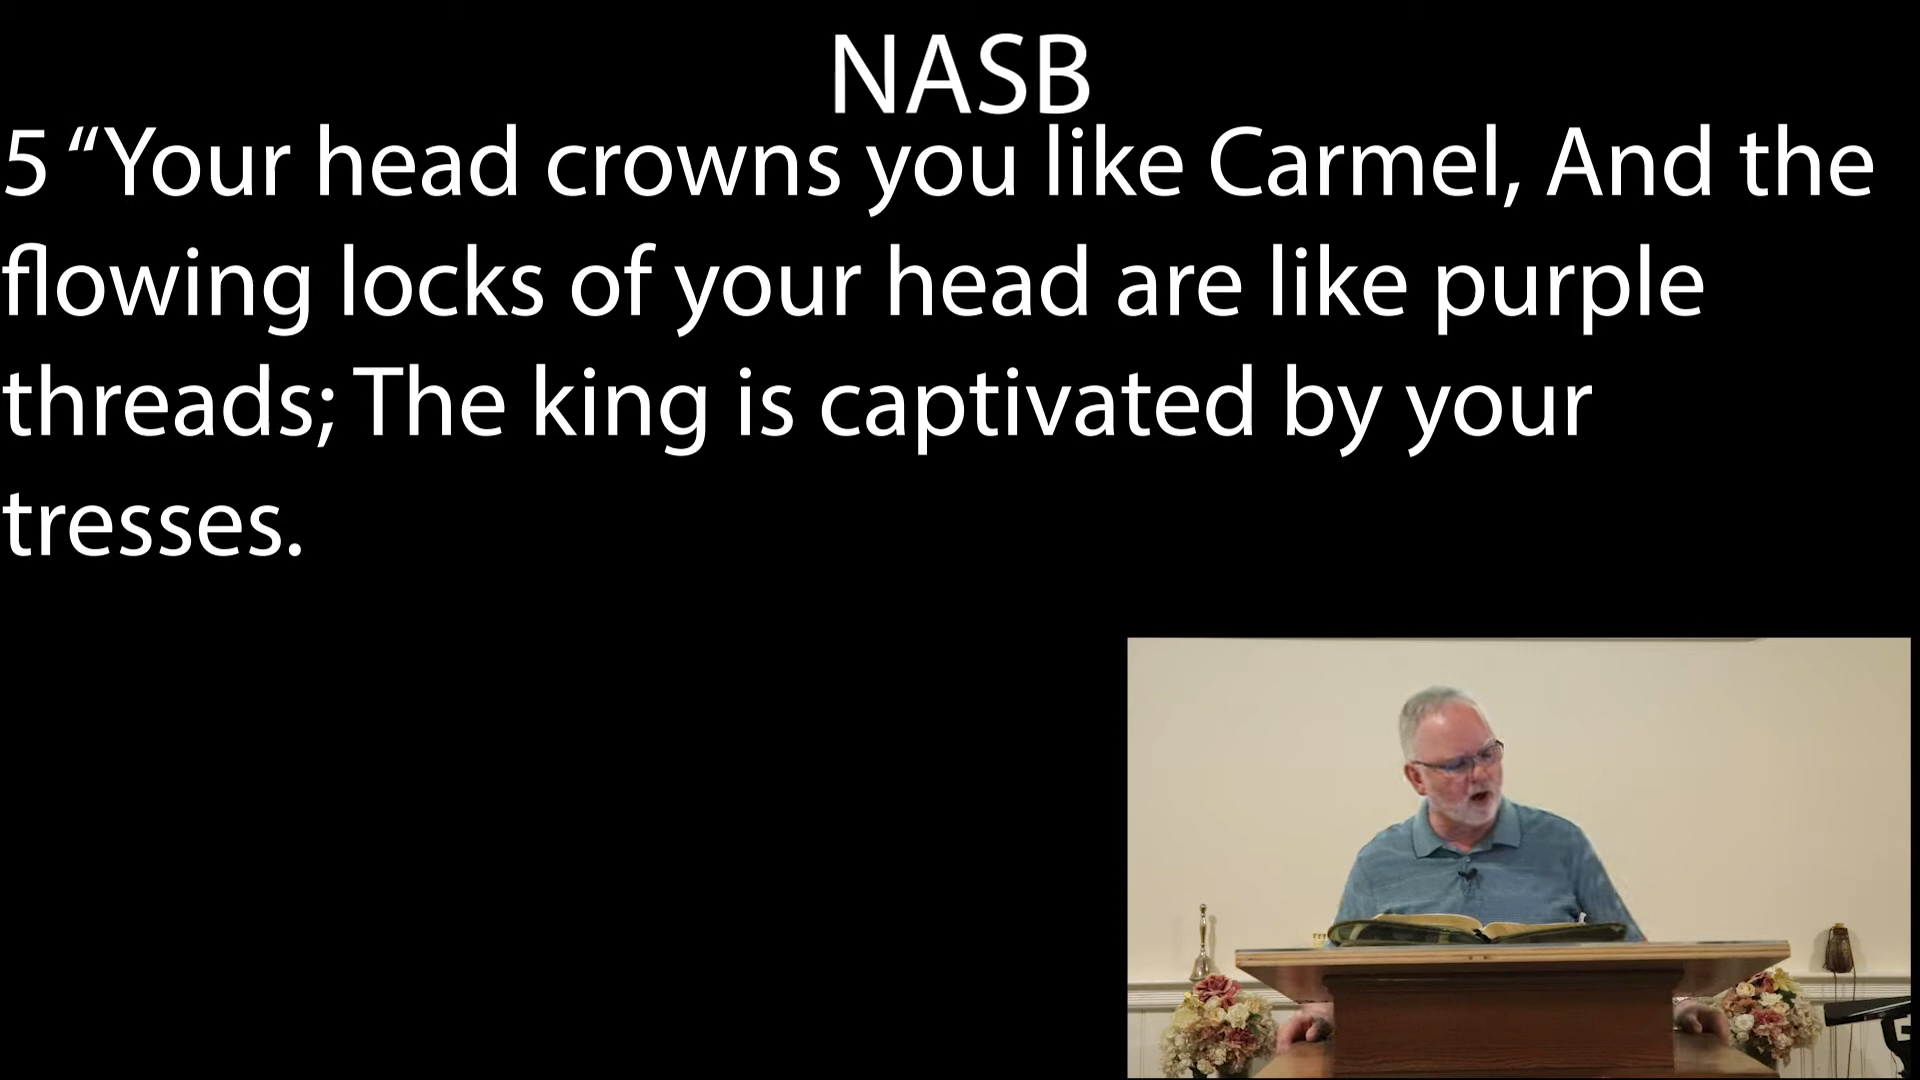 NASB
5 “Your head crowns you like Carmel, And the
flowing locks of your head are like purple
threads; The king is captivated by your
tresses.